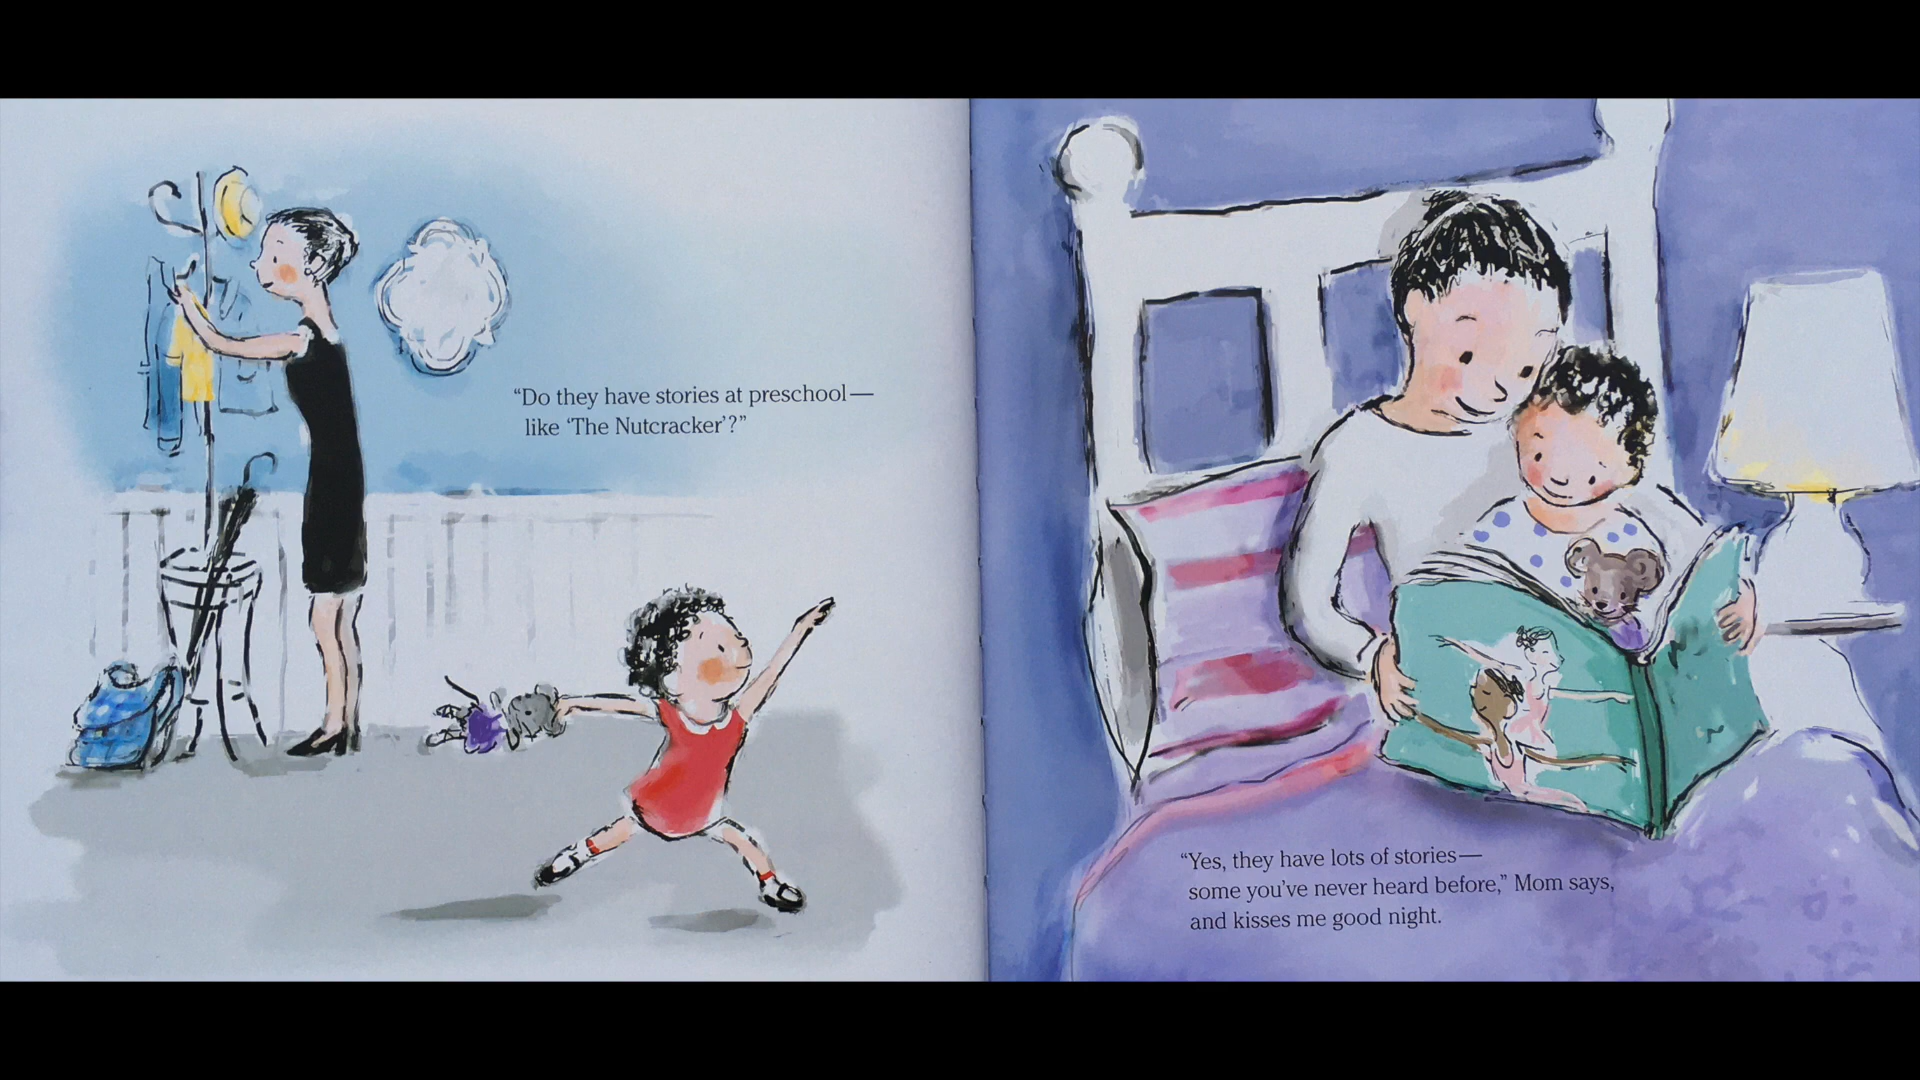 “Do they have stories at preschool—
like ‘The Nutcracker’?”
“Yes, they have lots of stories—
some you’ve never heard before,” Mom says,
and kisses me good night.